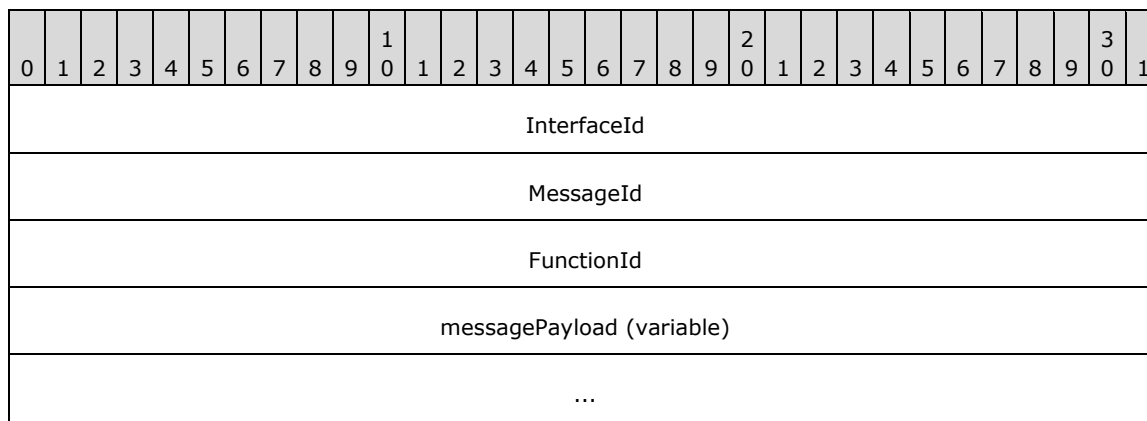 1 2 3
0 1 2 3 4 5 6 7 8 9 0 1 2 3 4 5 6 7 8 9 0 1 2 3 4 5 6 7 8 9 0 1
InterfaceId
MessageId
FunctionId
messagePayload (variable)
...